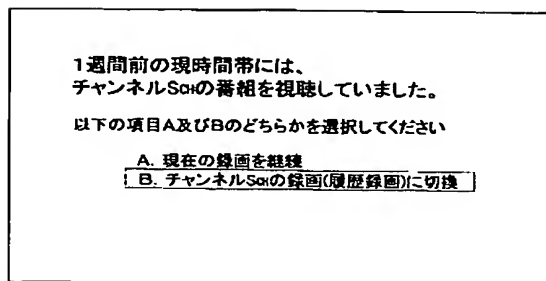 1週間前の現時間帯には、
チャンネルSCHの番組を視聴していました。
以下の項目A及びBのどちらかを選択してください
A. 現在の録画を継続
B. チャンネルSCHの録画(履歴録画)に切換